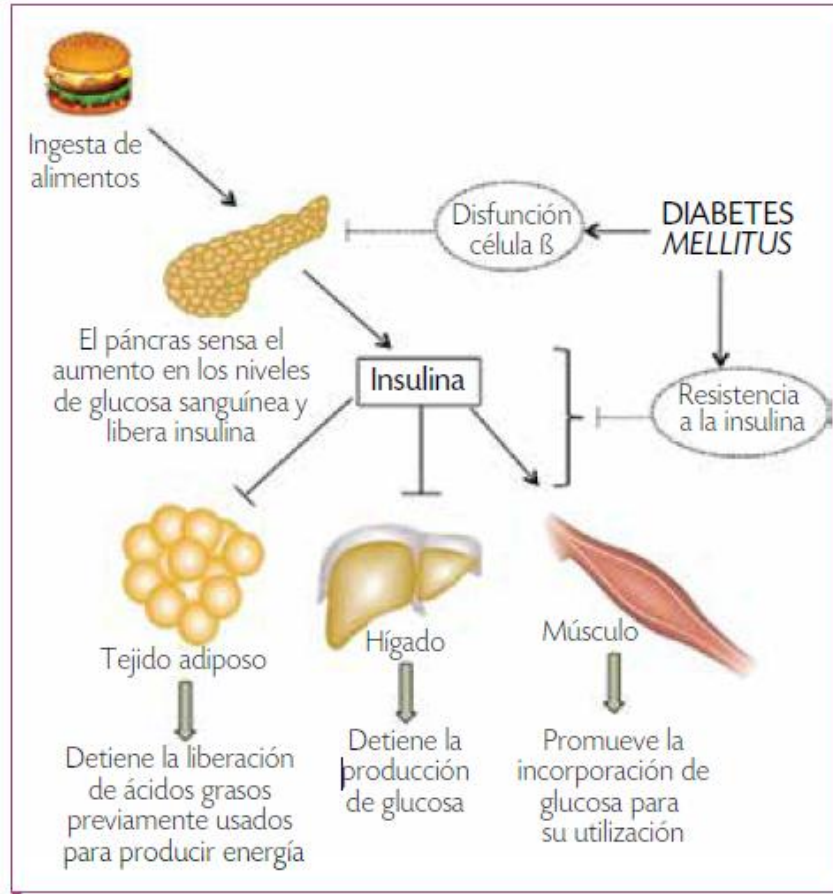 Ingesta de
alimentos
Disfunción
célula ß
DIABETES
MELLITUS
El páncras sensa el
aumento en los niveles
de glucosa sanguínea y
libera insulina
Insulina
Resistencia
a la insulina
Tejido adiposo
Hígado
Músculo
Detiene la liberación
de ácidos grasos
previamente usados
para producir energía
Detiene la
producción
de glucosa
Promueve la
incorporación de
glucosa para
su utilización